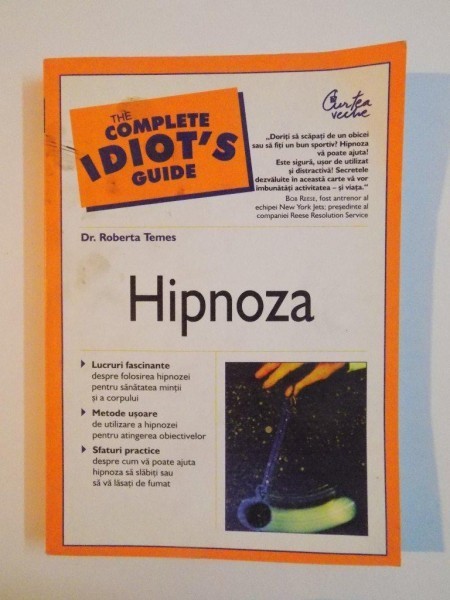 THE
COMPLETE
IDIOT'S
GUIDE
Curtea
veche
„Doriți să scăpați de un obicei
sau să fiți un bun sportiv? Hipnoza
vă poate ajuta!
Este sigură, ușor de utilizat
și distractivă! Secretele
dezvăluite în această carte vă vor
îmbunătăți activitatea – și viața."
BOB REESE, fost antrenor al
echipei New York Jets; președinte al
companiei Reese Resolution Service
Dr. Roberta Temes
Hipnoza
Lucruri fascinante
despre folosirea hipnozei
pentru sănătatea minții
și a corpului
Metode ușoare
de utilizare a hipnozei
pentru atingerea obiectivelor
Sfaturi practice
despre cum vă poate ajuta
hipnoza să slăbiți sau
să vă lăsați de fumat